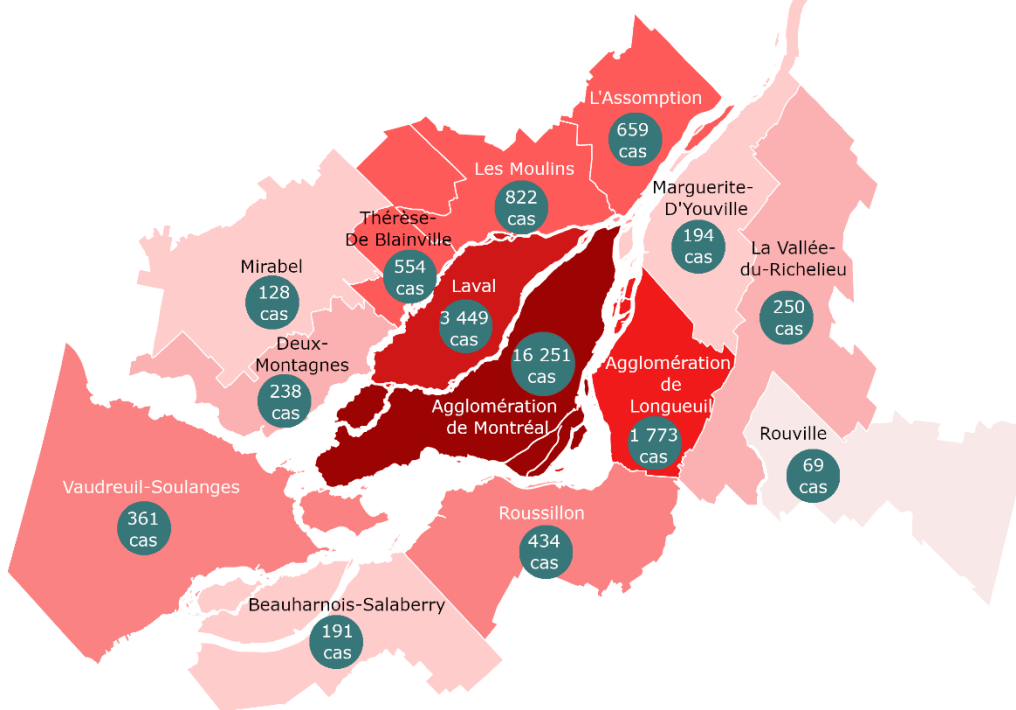 L'Assomption
659
cas
Les Moulins
822
cas
Marguerite-
D'Youville
194
cas
Thérèse-
De Blainville
554
cas
La Vallée-
du-Richelieu
250
cas
Mirabel
128
cas
Laval
3 449
cas
Deux-
Montagnes
238
cas
16 251
cas
Agglomération
de Montréal
Agglomération
de
Longueuil
1 773
cas
Rouville
69
cas
Vaudreuil-Soulanges
361
cas
Roussillon
434
cas
Beauharnois-Salaberry
191
cas